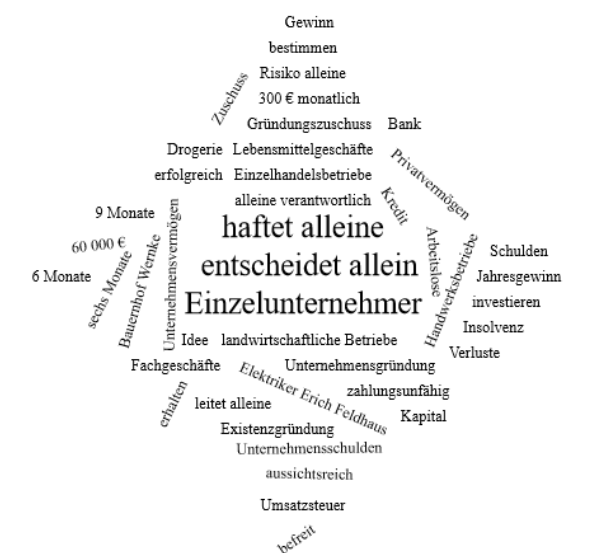 Gewinn
bestimmen
Risiko alleine
Zuschuss
300 € monatlich
Gründungszuschuss
Bank
Drogerie
Lebensmittelgeschäfte
Privatvermögen
erfolgreich
Einzelhandelsbetriebe
alleine verantwortlich
Kredit
9 Monate
haftet alleine
60 000 €
Unternehmensvermögen
Arbeitslose
Handwerksbetriebe
Schulden
6 Monate
sechs Monate
Bauernhof Wernke
entscheidet allein
Jahresgewinn
Einzelunternehmer
investieren
Insolvenz
Idee
landwirtschaftliche Betriebe
Verluste
Fachgeschäfte
Unternehmensgründung
Elektriker Erich Feldhaus
zahlungsunfähig
erhalten
leitet alleine
Kapital
Existenzgründung
Unternehmensschulden
aussichtsreich
Umsatzsteuer
befreit